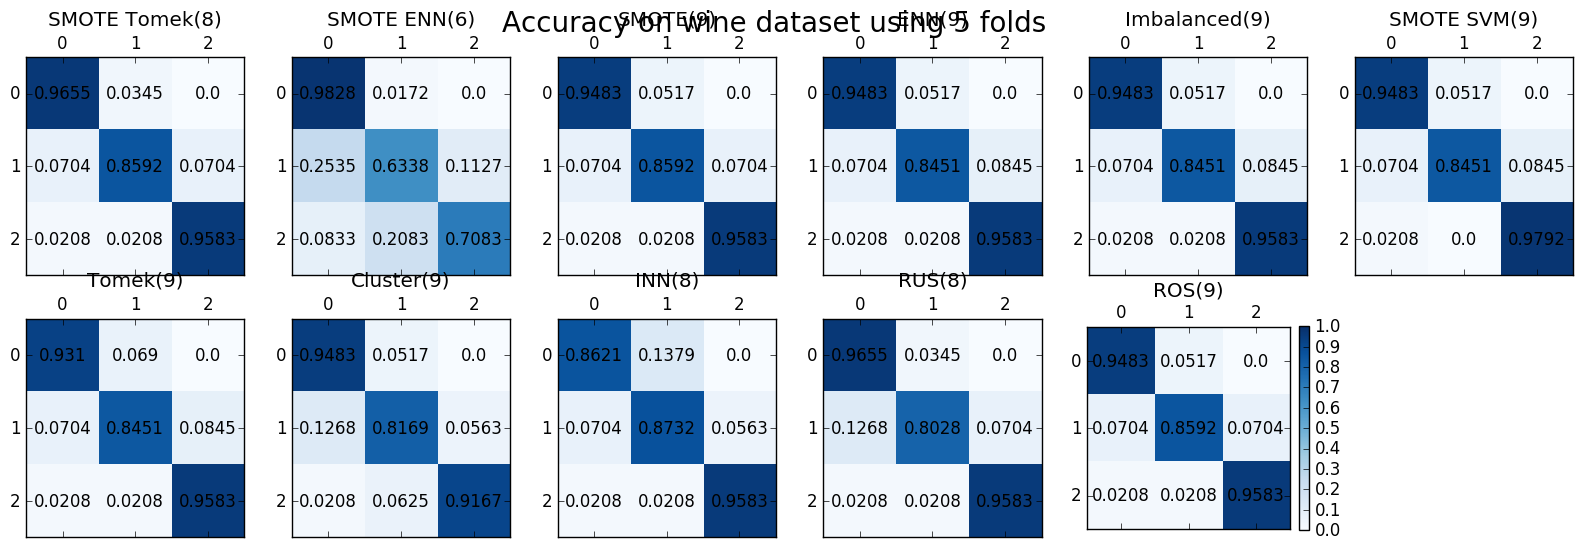 Accuracy on wine dataset using 5 folds
SMOTE Tomek(8)
0 1 2
0 0.9655 0.0345 0.0
1 0.0704 0.8592 0.0704
2 0.0208 0.0208 0.9583
SMOTE ENN(6)
0 1 2
0 0.9828 0.0172 0.0
1 0.2535 0.6338 0.1127
2 0.0833 0.2083 0.7083
SMOTE(9)
0 1 2
0 0.9483 0.0517 0.0
1 0.0704 0.8592 0.0704
2 0.0208 0.0208 0.9583
ENN(9)
0 1 2
0 0.9483 0.0517 0.0
1 0.0704 0.8451 0.0845
2 0.0208 0.0208 0.9583
Imbalanced(9)
0 1 2
0 0.9483 0.0517 0.0
1 0.0704 0.8451 0.0845
2 0.0208 0.0208 0.9583
SMOTE SVM(9)
0 1 2
0 0.9483 0.0517 0.0
1 0.0704 0.8451 0.0845
2 0.0208 0.0 0.9792
Tomek(9)
0 1 2
0 0.931 0.069 0.0
1 0.0704 0.8451 0.0845
2 0.0208 0.0208 0.9583
Cluster(9)
0 1 2
0 0.9483 0.0517 0.0
1 0.1268 0.8169 0.0563
2 0.0208 0.0625 0.9167
INN(8)
0 1 2
0 0.8621 0.1379 0.0
1 0.0704 0.8732 0.0563
2 0.0208 0.0208 0.9583
RUS(8)
0 1 2
0 0.9655 0.0345 0.0
1 0.1268 0.8028 0.0704
2 0.0208 0.0208 0.9583
ROS(9)
0 1 2
0 0.9483 0.0517 0.0
1 0.0704 0.8592 0.0704
2 0.0208 0.0208 0.9583
1.0
0.9
0.8
0.7
0.6
0.5
0.4
0.3
0.2
0.1
0.0